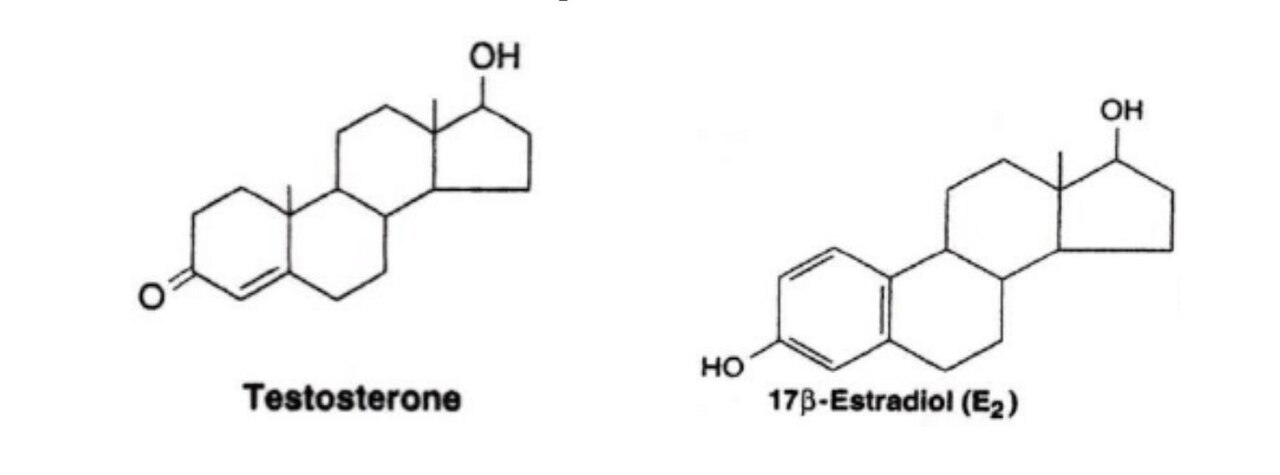 OH
O
Testosterone
OH
HO
17β-Estradiol (E₂)